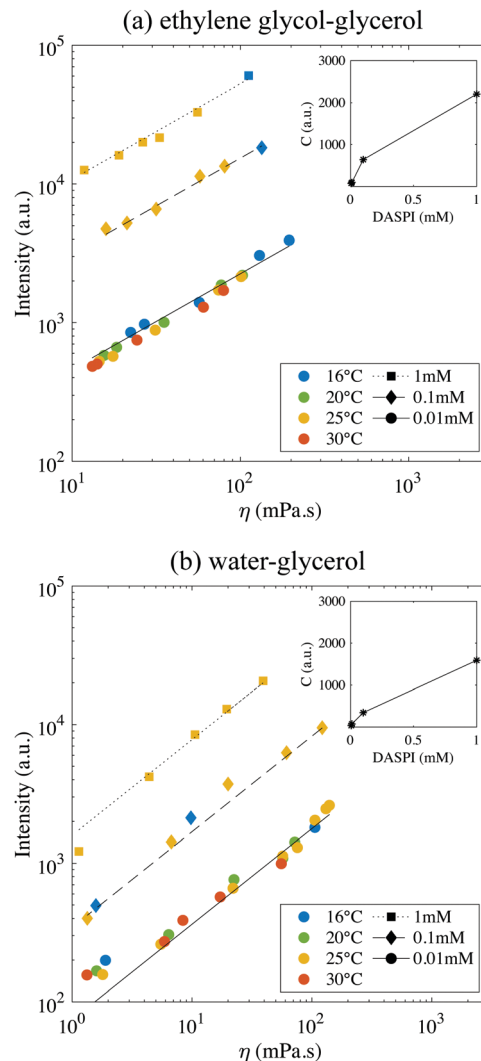 (a) ethylene glycol-glycerol
10^5
10^4
10^3
10^2
Intensity (a.u.)
10^1
10^2
10^3
η (mPa.s)
3000
2000
1000
C (a.u.)
0
0.5
1
DASPI (mM)
16°C
1mM
20°C
0.1mM
25°C
0.01mM
30°C
(b) water-glycerol
10^5
10^4
10^3
10^2
Intensity (a.u.)
10^0
10^1
10^2
10^3
η (mPa.s)
3000
2000
1000
C (a.u.)
0
0.5
1
DASPI (mM)
16°C
1mM
20°C
0.1mM
25°C
0.01mM
30°C